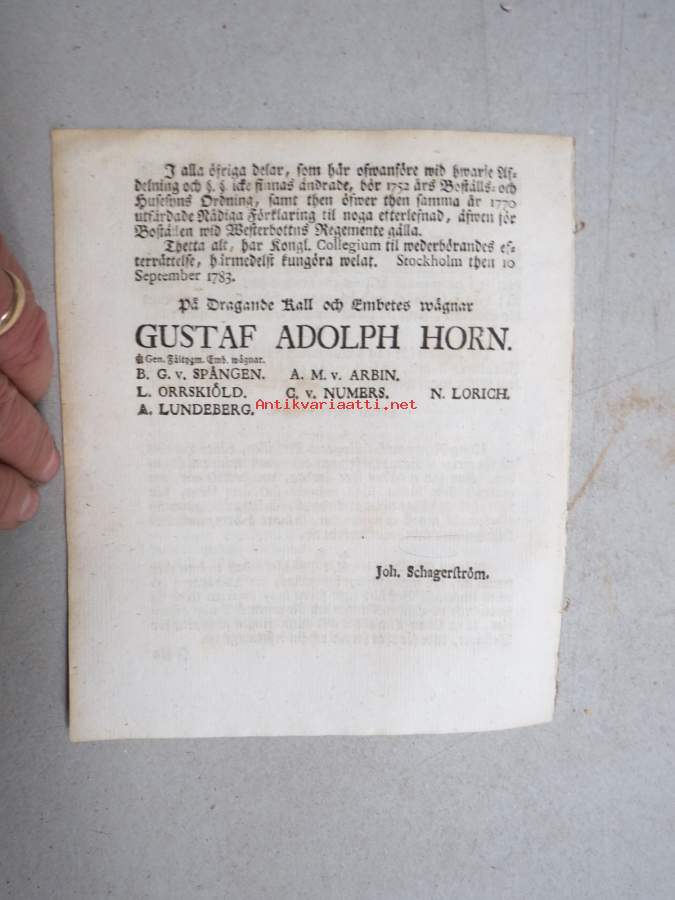 I alla öfriga delar, som här ofwanföre wid hwarje Af-
delning och §. §. icke finnas ändrade, bör 1752 års Boställs- och
Husesyns Ordning, samt then öfwer then samma år 1770
utfärdade Nådiga Förklaring til noga efterlefnad, äfwen för
Boställen wid Westerbottns Regemente gälla.
Thetta alt, har Kongl. Collegium til wederbörandes ef-
terrättelse, härmedelst kungöra welat. Stockholm then 10
September 1783.
På Dragande Kall och Embetes wägnar
GUSTAF ADOLPH HORN.
Gen. Fältygm. Emb. wägnar.
B. G. v. SPÅNGEN. A. M. v. ARBIN.
L. ORRSKIÖLD. C. v. NUMERS. N. LORICH.
A. LUNDEBERG.
Antikvariaatti.net
Joh. Schagerström.